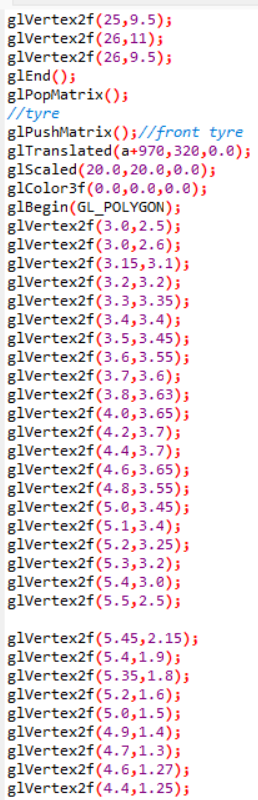 glVertex2f(25,9.5);
glVertex2f(26,11);
glVertex2f(26,9.5);
glEnd();
glPopMatrix();
//tyre
glPushMatrix();//front tyre
glTranslated(a+970,320,0.0);
glScaled(20.0,20.0,0.0);
glColor3f(0.0,0.0,0.0);
glBegin(GL_POLYGON);
glVertex2f(3.0,2.5);
glVertex2f(3.0,2.6);
glVertex2f(3.15,3.1);
glVertex2f(3.2,3.2);
glVertex2f(3.3,3.35);
glVertex2f(3.4,3.4);
glVertex2f(3.5,3.45);
glVertex2f(3.6,3.55);
glVertex2f(3.7,3.6);
glVertex2f(3.8,3.63);
glVertex2f(4.0,3.65);
glVertex2f(4.2,3.7);
glVertex2f(4.4,3.7);
glVertex2f(4.6,3.65);
glVertex2f(4.8,3.55);
glVertex2f(5.0,3.45);
glVertex2f(5.1,3.4);
glVertex2f(5.2,3.25);
glVertex2f(5.3,3.2);
glVertex2f(5.4,3.0);
glVertex2f(5.5,2.5);
glVertex2f(5.45,2.15);
glVertex2f(5.4,1.9);
glVertex2f(5.35,1.8);
glVertex2f(5.2,1.6);
glVertex2f(5.0,1.5);
glVertex2f(4.9,1.4);
glVertex2f(4.7,1.3);
glVertex2f(4.6,1.27);
glVertex2f(4.4,1.25);